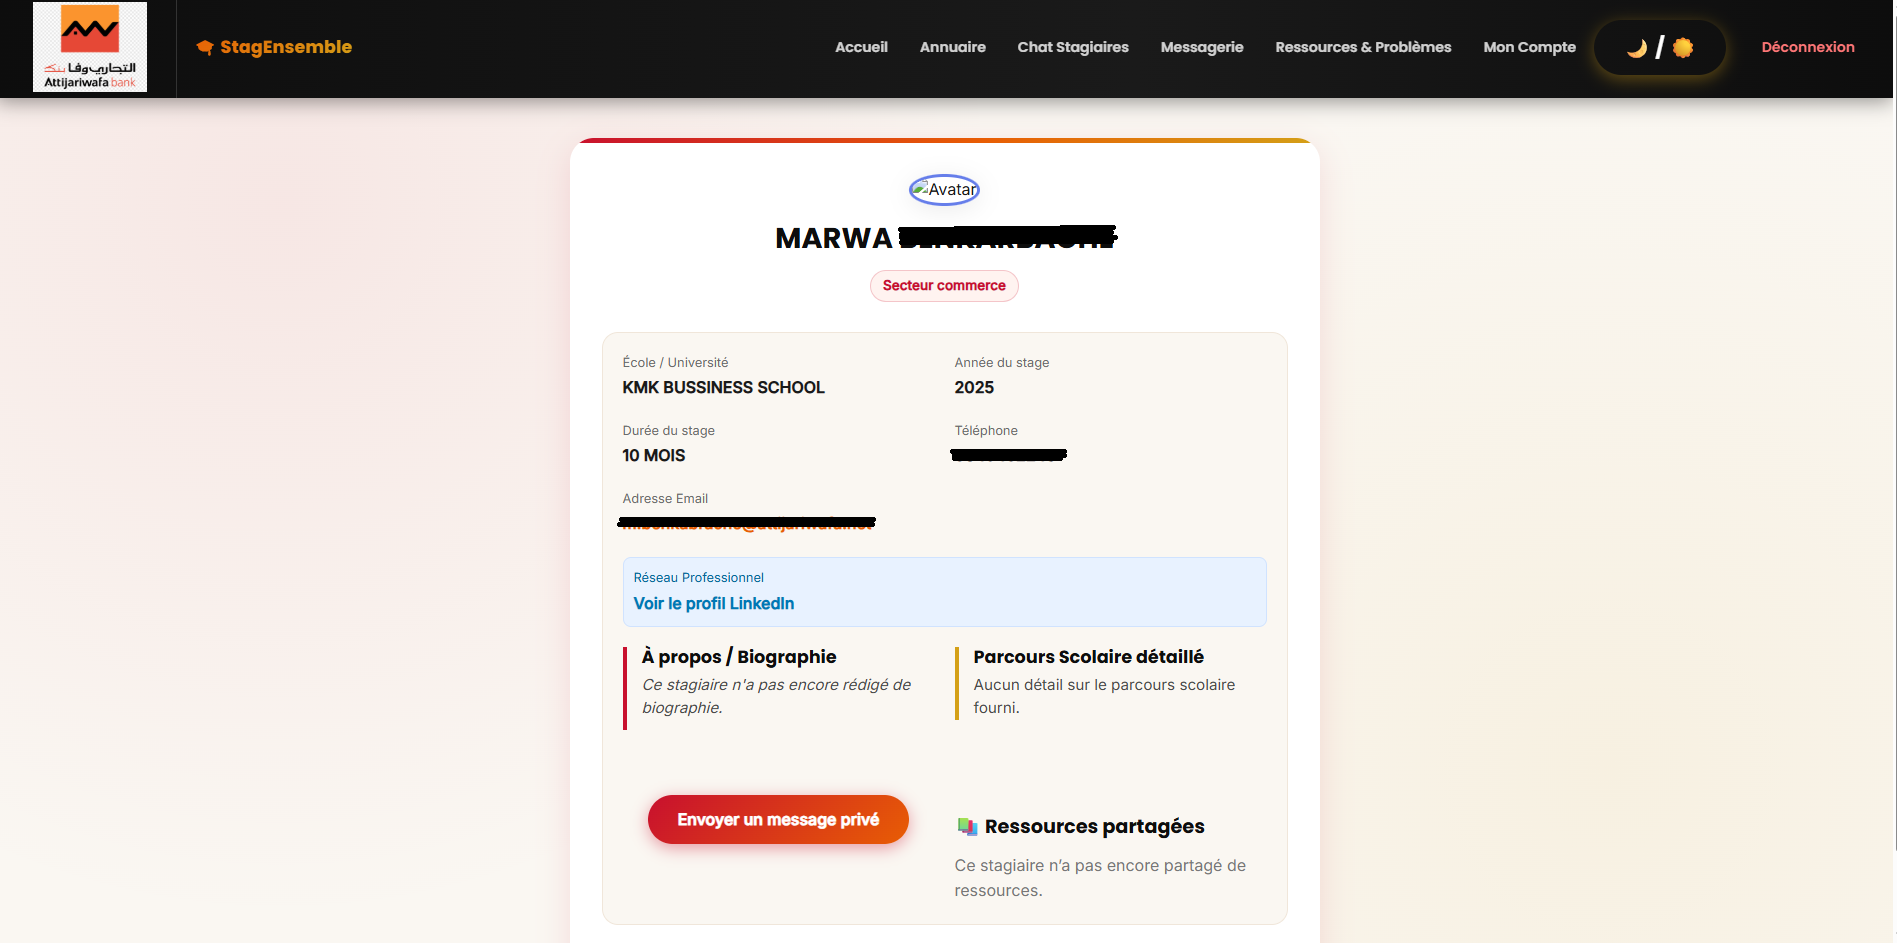 التجاري وفا بنك
Attijariwafa bank
StagEnsemble
Accueil
Annuaire
Chat Stagiaires
Messagerie
Ressources & Problèmes
Mon Compte
/
Déconnexion
Avatar
MARWA
Secteur commerce
École / Université
KMK BUSSINESS SCHOOL
Année du stage
2025
Durée du stage
10 MOIS
Téléphone
Adresse Email
Réseau Professionnel
Voir le profil LinkedIn
À propos / Biographie
Ce stagiaire n'a pas encore rédigé de
biographie.
Parcours Scolaire détaillé
Aucun détail sur le parcours scolaire
fourni.
Envoyer un message privé
Ressources partagées
Ce stagiaire n’a pas encore partagé de
ressources.